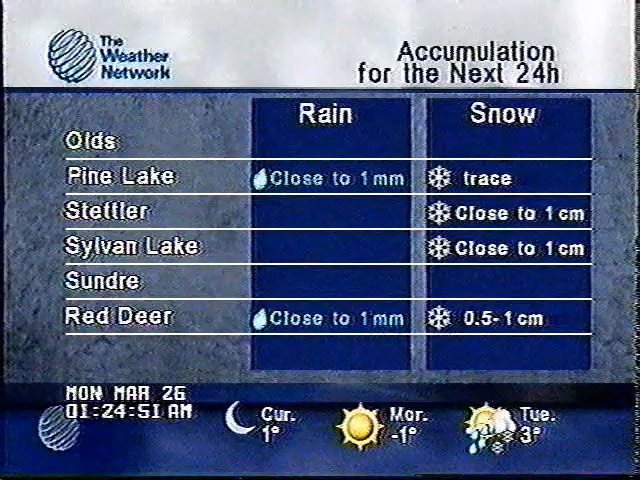 The
Weather
Network
Accumulation
for the Next 24h
Rain Snow
Olds
Pine Lake Close to 1mm trace
Stettler Close to 1cm
Sylvan Lake Close to 1cm
Sundre
Red Deer Close to 1mm 0.5-1cm
MON MAR 26
01:24:51 AM
Cur. Mor. Tue.
1° -1° 3°